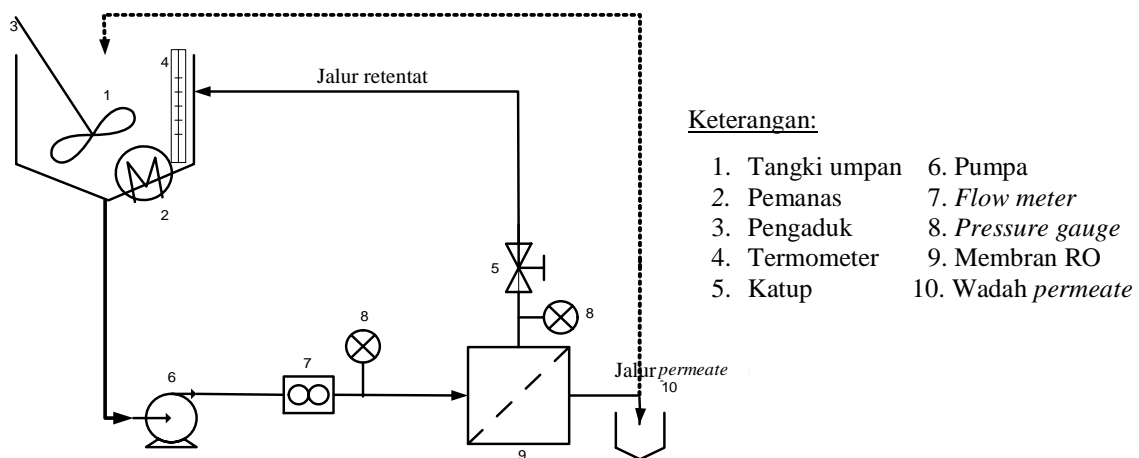 3
4
1
2
Jalur retentat
5
8
8
7
6
9
Jalur permeate
10
Keterangan:
1. Tangki umpan 6. Pumpa
2. Pemanas 7. Flow meter
3. Pengaduk 8. Pressure gauge
4. Termometer 9. Membran RO
5. Katup 10. Wadah permeate